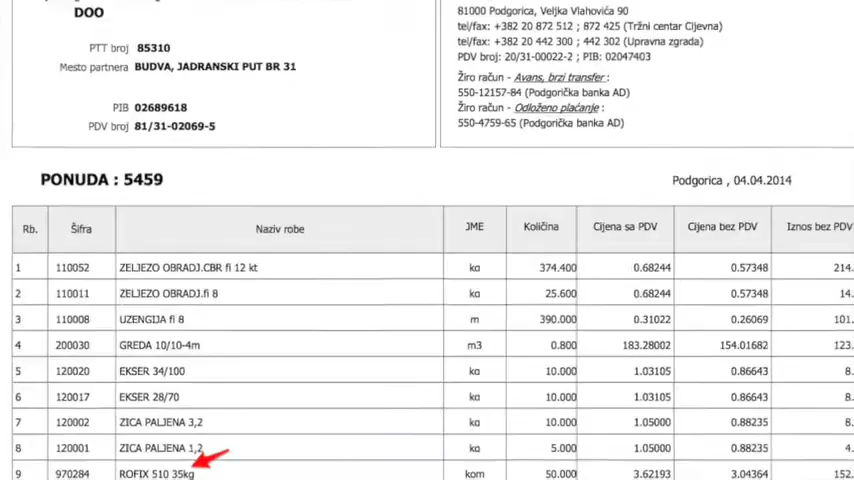 DOO
PTT broj 85310
Mesto partnera BUDVA, JADRANSKI PUT BR 31
PIB 02689618
PDV broj 81/31-02069-5
81000 Podgorica, Veljka Vlahovića 90
tel/fax: +382 20 872 512 ; 872 425 (Tržni centar Cijevna)
tel/fax: +382 20 442 300 ; 442 302 (Upravna zgrada)
PDV broj: 20/31-00022-2 ; PIB: 02047403
Žiro račun - Avans, brzi transfer :
550-12157-84 (Podgorička banka AD)
Žiro račun - Odloženo plaćanje :
550-4759-65 (Podgorička banka AD)
PONUDA : 5459
Podgorica , 04.04.2014
Rb. Šifra Naziv robe JME Količina Cijena sa PDV Cijena bez PDV Iznos bez PDV
1 110052 ZELJEZO OBRADJ.CBR fi 12 kt kg 374.400 0.68244 0.57348 214.
2 110011 ZELJEZO OBRADJ.fi 8 kg 25.600 0.68244 0.57348 14.
3 110008 UZENGIJA fi 8 m 390.000 0.31022 0.26069 101.
4 200030 GREDA 10/10-4m m3 0.800 183.28002 154.01682 123.
5 120020 EKSER 34/100 kg 10.000 1.03105 0.86643 8.
6 120017 EKSER 28/70 kg 10.000 1.03105 0.86643 8.
7 120002 ZICA PALJENA 3,2 kg 10.000 1.05000 0.88235 8.
8 120001 ZICA PALJENA 1,2 kg 5.000 1.05000 0.88235 4.
9 970284 ROFIX 510 35kg kom 50.000 3.62193 3.04364 152.